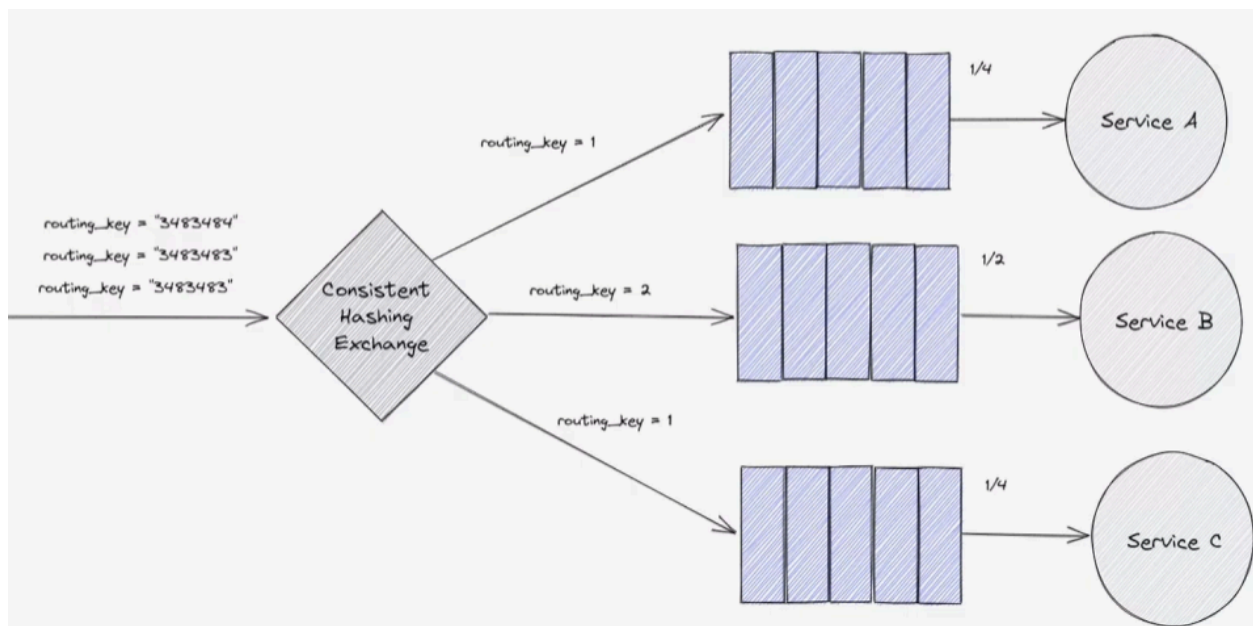 1/4
Service A
routing_key = 1
routing_key = "3483484"
routing_key = "3483483"
routing_key = "3483483"
Consistent
Hashing
Exchange
routing_key = 2
1/2
Service B
routing_key = 1
1/4
Service C